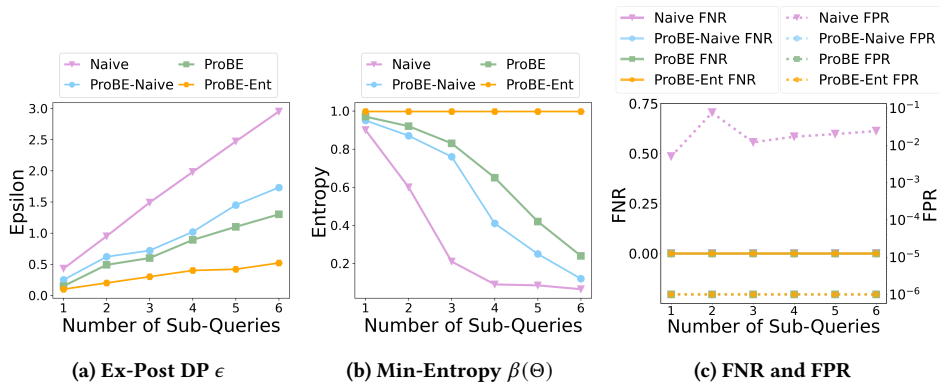 Naive
ProBE
ProBE-Naive
ProBE-Ent
3.0
2.5
2.0
1.5
1.0
0.5
0.0
Epsilon
1 2 3 4 5 6
Number of Sub-Queries
(a) Ex-Post DP ϵ
Naive
ProBE
ProBE-Naive
ProBE-Ent
1.0
0.8
0.6
0.4
0.2
Entropy
1 2 3 4 5 6
Number of Sub-Queries
(b) Min-Entropy β(Θ)
Naive FNR
Naive FPR
ProBE-Naive FNR
ProBE-Naive FPR
ProBE FNR
ProBE FPR
ProBE-Ent FNR
ProBE-Ent FPR
0.75
0.50
0.25
0.00
FNR
10⁻¹
10⁻²
10⁻³
10⁻⁴
10⁻⁵
10⁻⁶
FPR
1 2 3 4 5 6
Number of Sub-Queries
(c) FNR and FPR